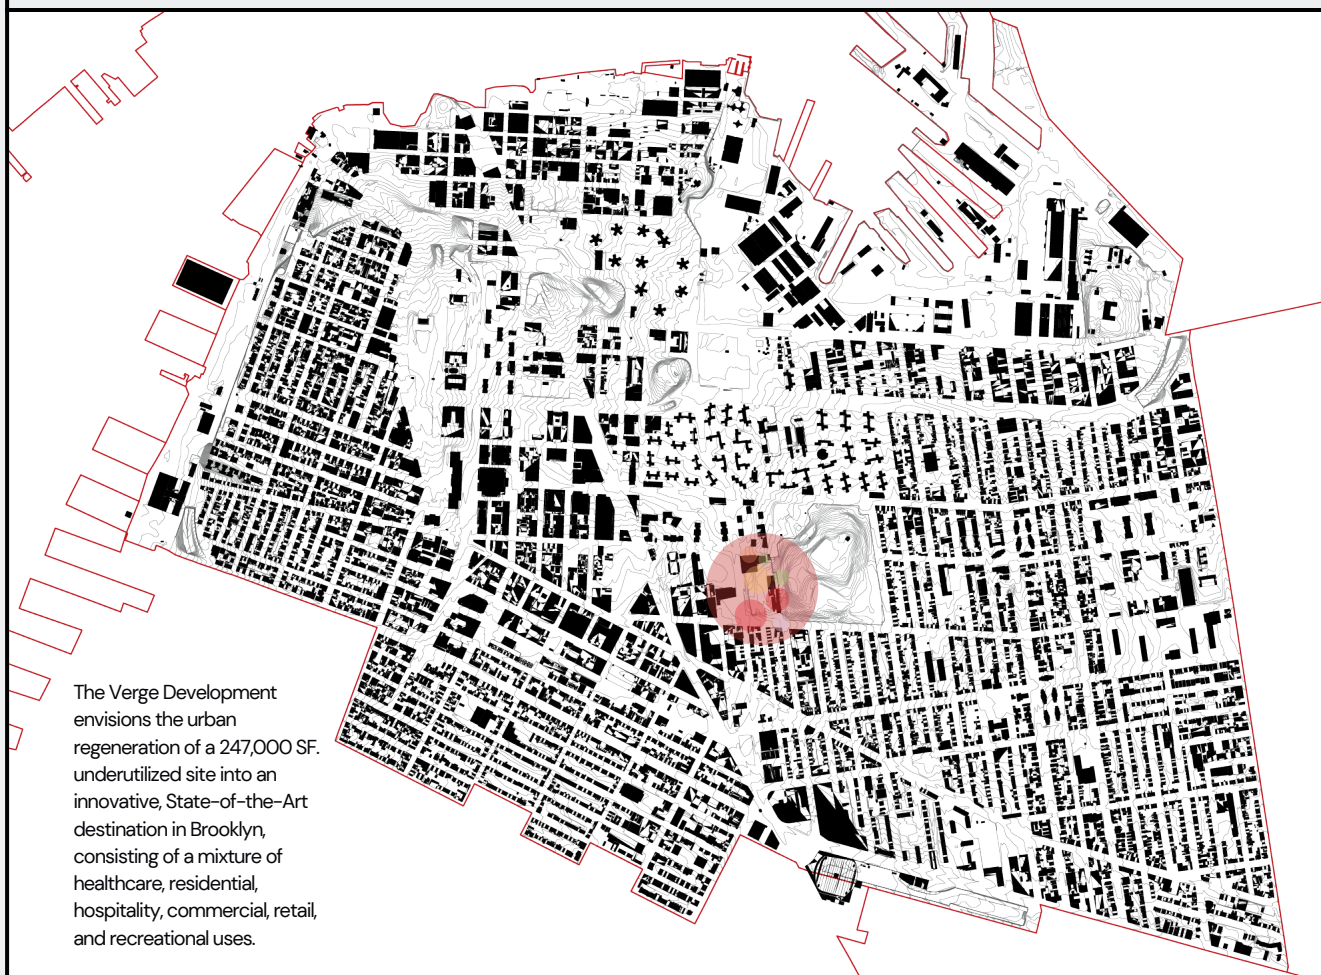 The Verge Development
envisions the urban
regeneration of a 247,000 SF.
underutilized site into an
innovative, State-of-the-Art
destination in Brooklyn,
consisting of a mixture of
healthcare, residential,
hospitality, commercial, retail,
and recreational uses.